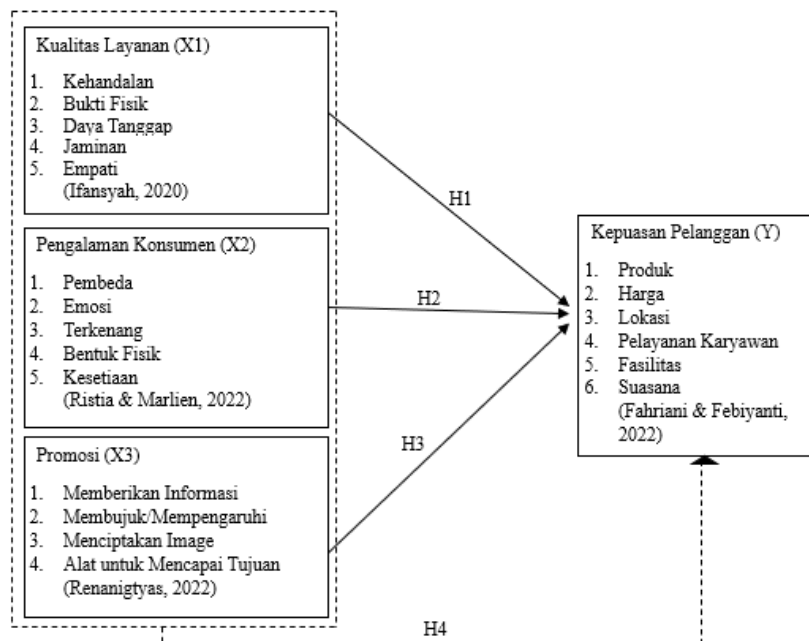 Kualitas Layanan (X1)
1. Kehandalan
2. Bukti Fisik
3. Daya Tanggap
4. Jaminan
5. Empati
(Ifansyah, 2020)
Pengalaman Konsumen (X2)
1. Pembeda
2. Emosi
3. Terkenang
4. Bentuk Fisik
5. Kesetiaan
(Ristia & Marlien, 2022)
Promosi (X3)
1. Memberikan Informasi
2. Membujuk/Mempengaruhi
3. Menciptakan Image
4. Alat untuk Mencapai Tujuan
(Renanigtyas, 2022)
H1
H2
H3
H4
Kepuasan Pelanggan (Y)
1. Produk
2. Harga
3. Lokasi
4. Pelayanan Karyawan
5. Fasilitas
6. Suasana
(Fahriani & Febiyanti,
2022)